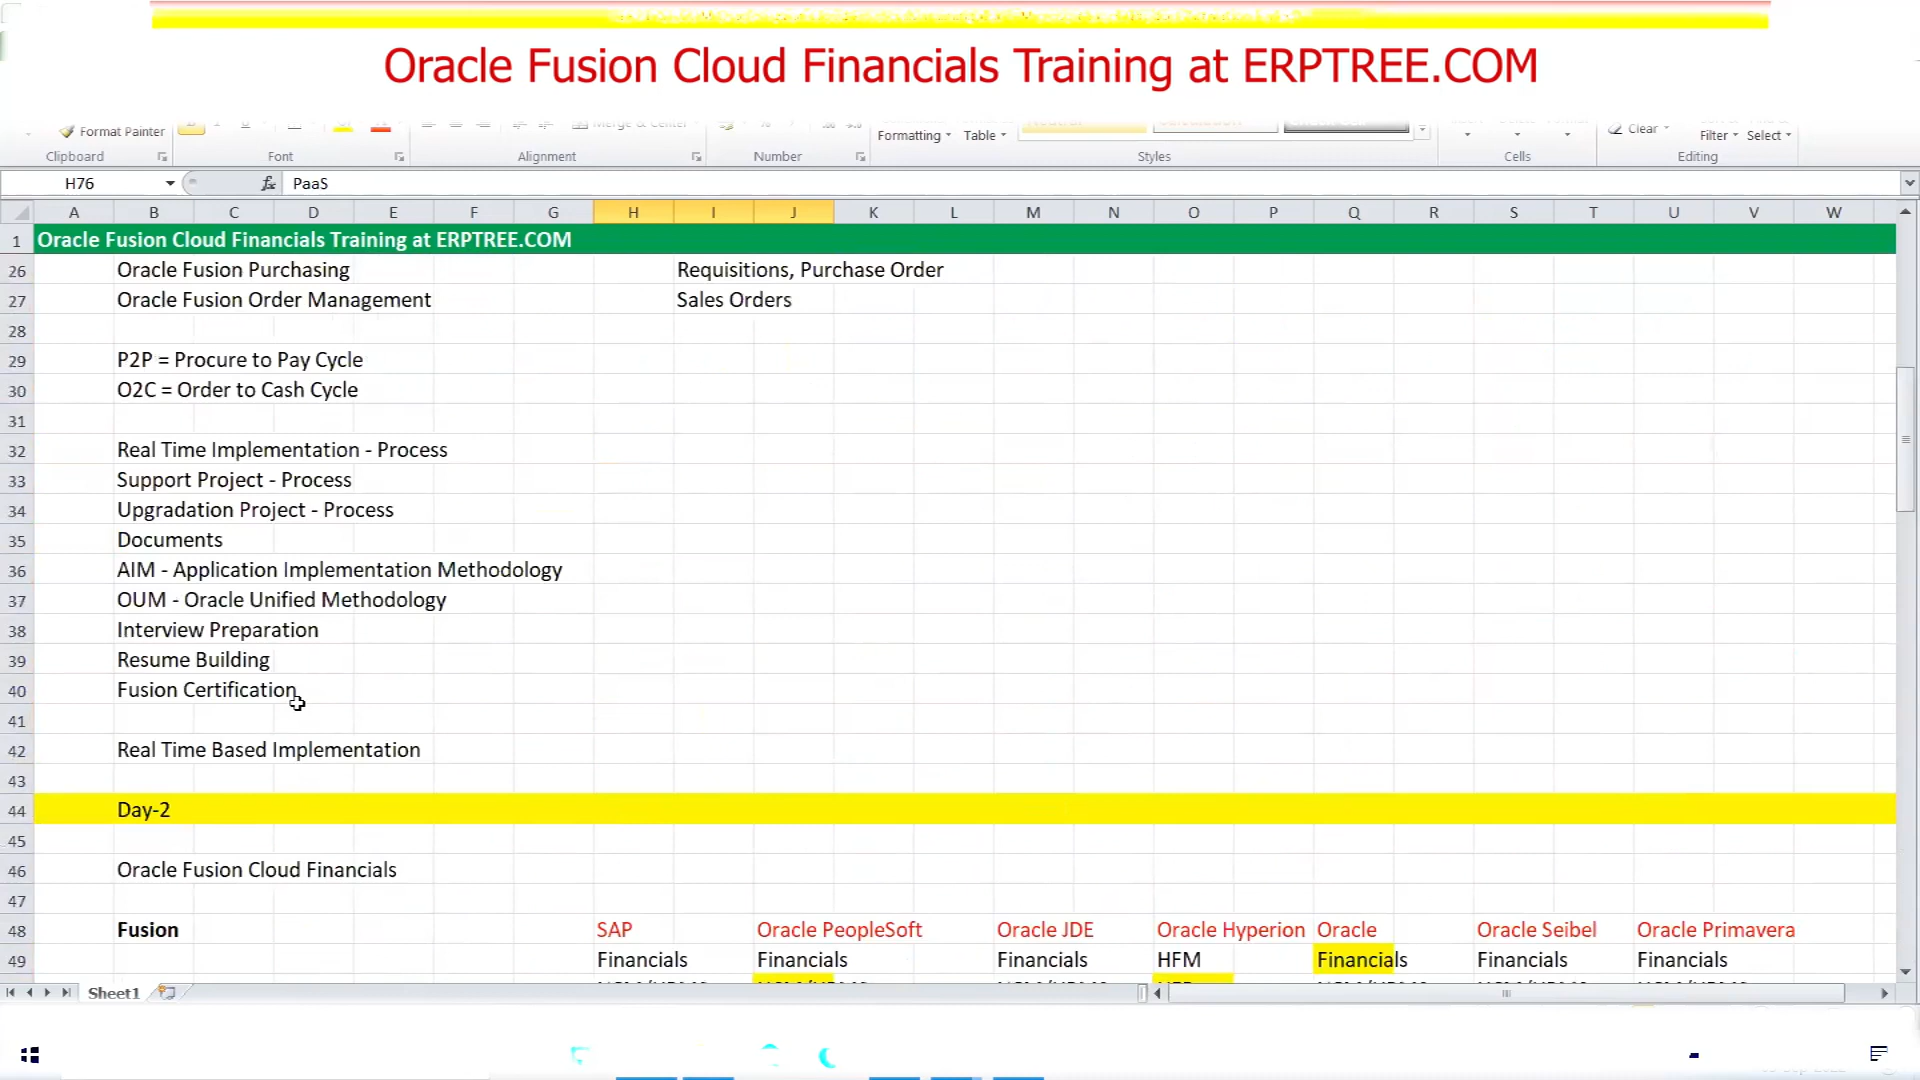 Oracle Fusion Cloud Financials Training at ERPTREE.COM
Format Painter
Merge & Center
Formatting Table
Clear
Filter Select
Clipboard Font Alignment Number Styles Cells Editing
H76 fx PaaS
A B C D E F G H I J K L M N O P Q R S T U V W
1 Oracle Fusion Cloud Financials Training at ERPTREE.COM
26 Oracle Fusion Purchasing Requisitions, Purchase Order
27 Oracle Fusion Order Management Sales Orders
28
29 P2P = Procure to Pay Cycle
30 O2C = Order to Cash Cycle
31
32 Real Time Implementation - Process
33 Support Project - Process
34 Upgradation Project - Process
35 Documents
36 AIM - Application Implementation Methodology
37 OUM - Oracle Unified Methodology
38 Interview Preparation
39 Resume Building
40 Fusion Certification
41
42 Real Time Based Implementation
43
44 Day-2
45
46 Oracle Fusion Cloud Financials
47
48 Fusion SAP Oracle PeopleSoft Oracle JDE Oracle Hyperion Oracle Oracle Seibel Oracle Primavera
49 Financials Financials Financials HFM Financials Financials Financials
Sheet1